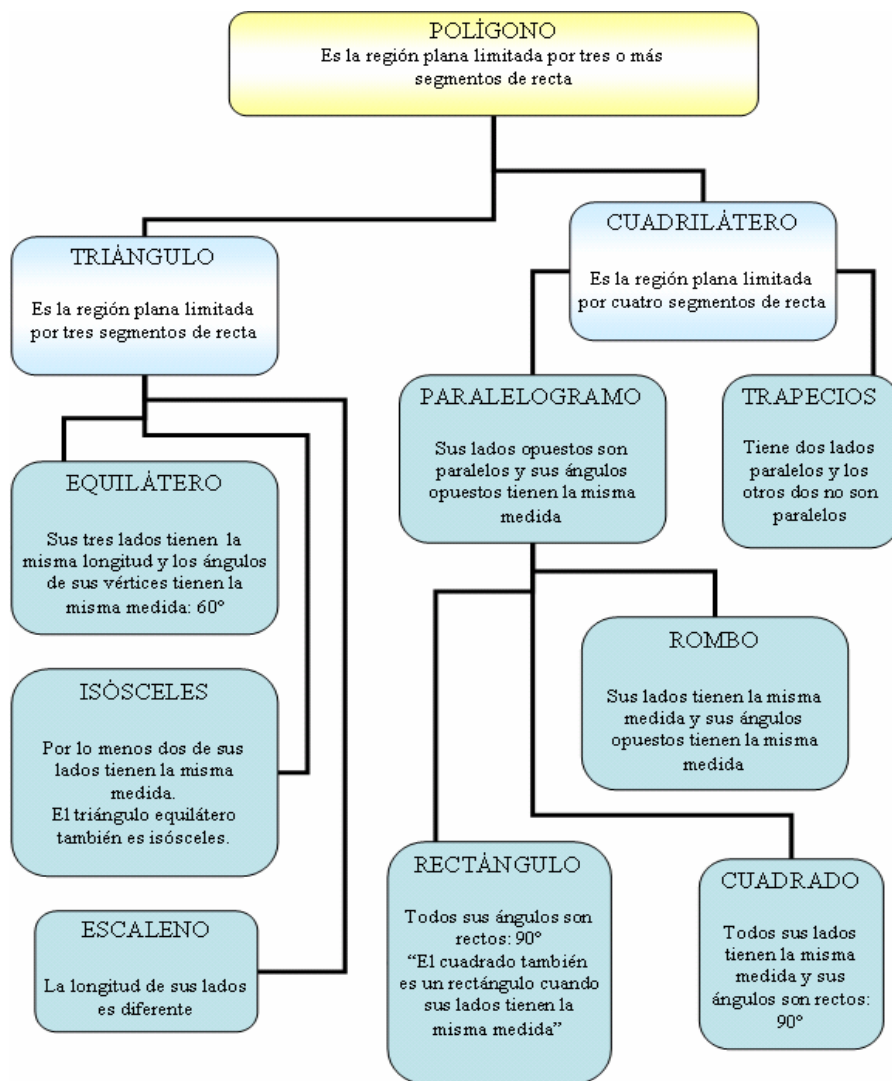 POLÍGONO
Es la región plana limitada por tres o más
segmentos de recta
TRIÁNGULO
Es la región plana limitada
por tres segmentos de recta
CUADRILÁTERO
Es la región plana limitada
por cuatro segmentos de recta
EQUILÁTERO
Sus tres lados tienen la
misma longitud y los ángulos
de sus vértices tienen la
misma medida: 60º
ISÓSCELES
Por lo menos dos de sus
lados tienen la misma
medida.
El triángulo equilátero
también es isósceles.
ESCALENO
La longitud de sus lados
es diferente
PARALELOGRAMO
Sus lados opuestos son
paralelos y sus ángulos
opuestos tienen la misma
medida
TRAPECIOS
Tiene dos lados
paralelos y los
otros dos no son
paralelos
ROMBO
Sus lados tienen la misma
medida y sus ángulos
opuestos tienen la misma
medida
RECTÁNGULO
Todos sus ángulos son
rectos: 90º
“El cuadrado también
es un rectángulo cuando
sus lados tienen la
misma medida”
CUADRADO
Todos sus lados
tienen la misma
medida y sus
ángulos son rectos:
90º